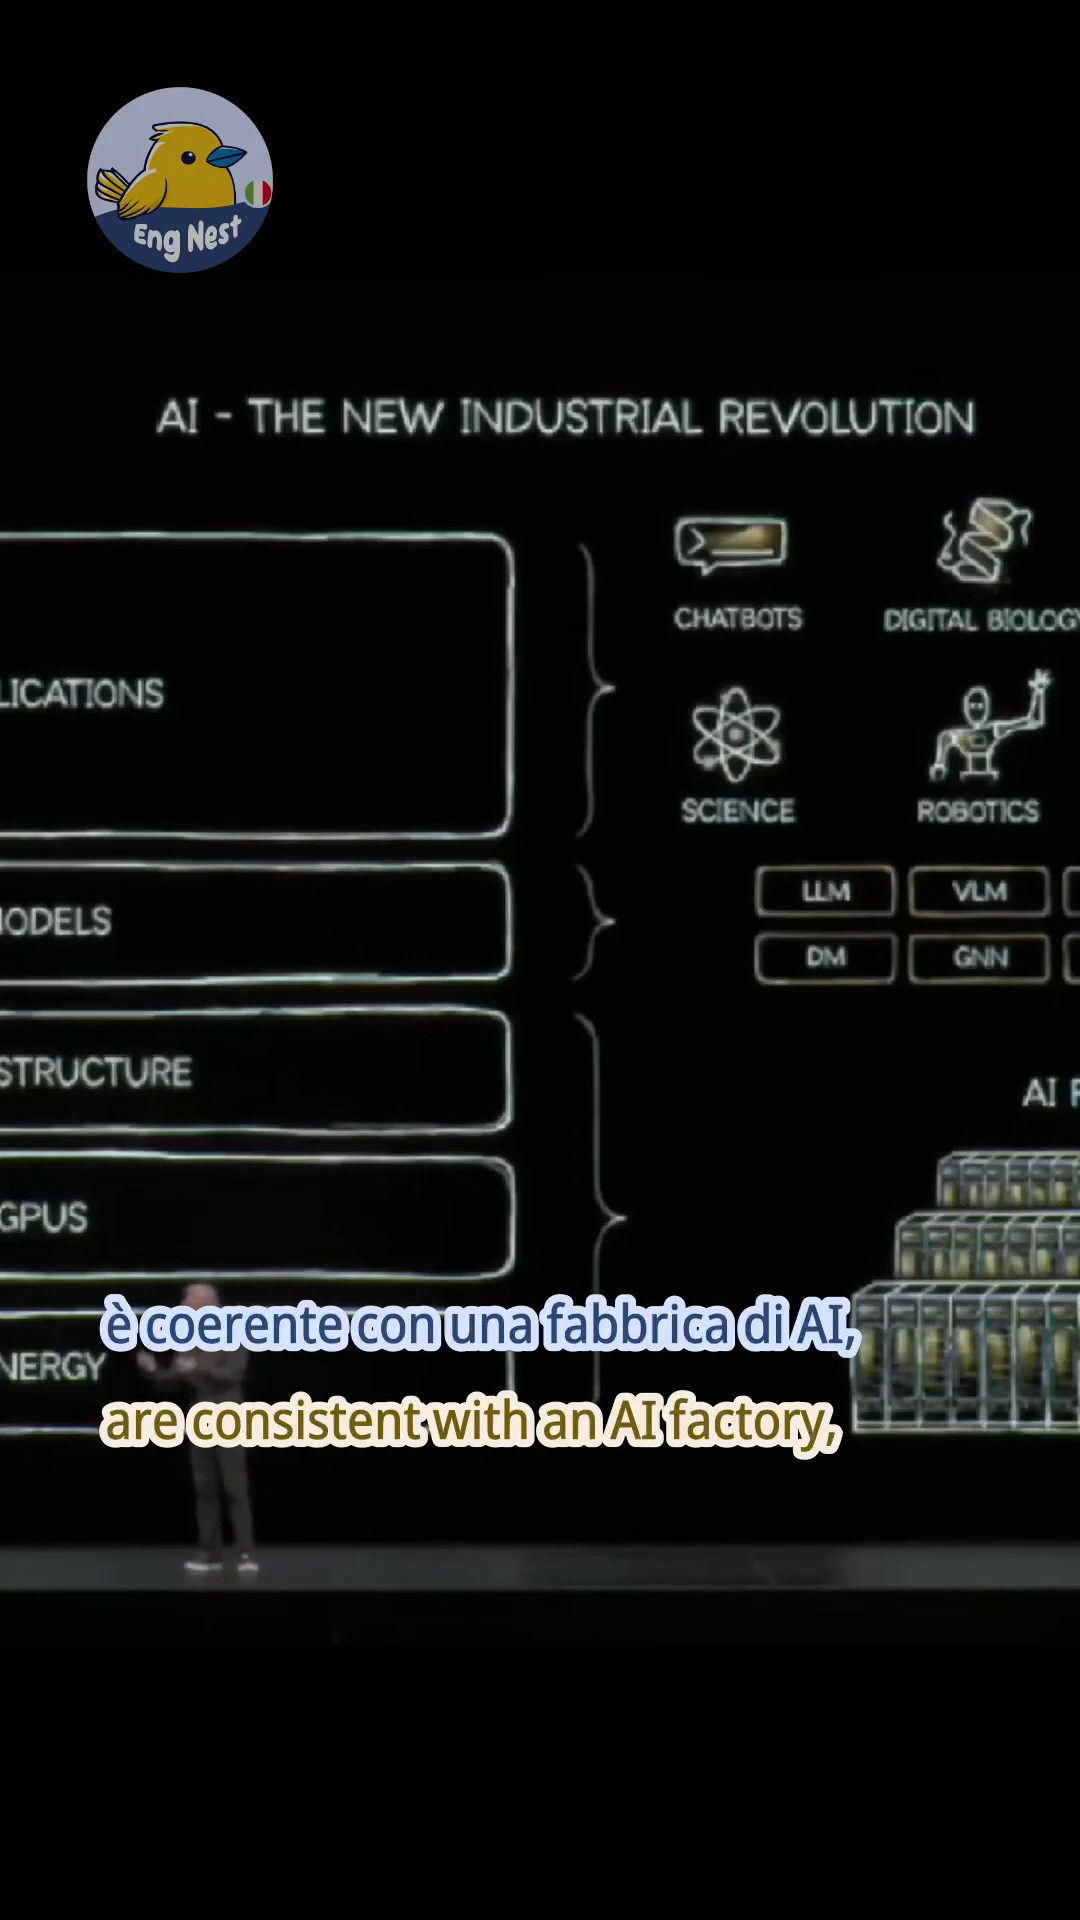 Eng Nest
AI - THE NEW INDUSTRIAL REVOLUTION
CHATBOTS
DIGITAL BIOLOGY
LICATIONS
SCIENCE
ROBOTICS
LLM
VLM
ODELS
DM
GNN
STRUCTURE
AI F
GPUS
è coerente con una fabbrica di AI,
NERGY
are consistent with an AI factory,